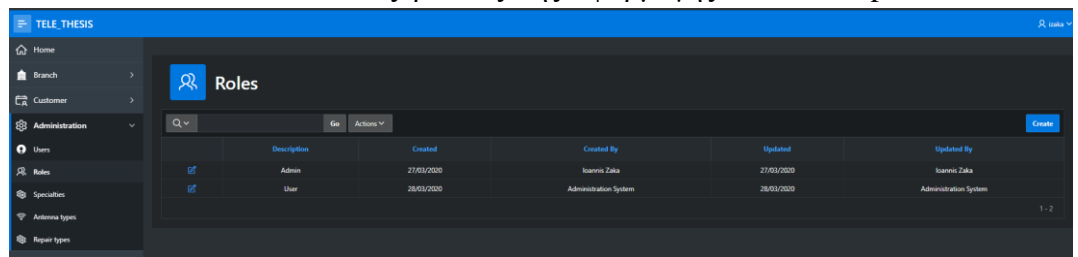 TELE_THESIS
izaka
Home
Branch
Customer
Administration
Users
Roles
Specialties
Antenna types
Repair types
Roles
Go Actions Create
Description Created Created By Updated Updated By
Admin 27/03/2020 Ioannis Zaka 27/03/2020 Ioannis Zaka
User 28/03/2020 Administration System 28/03/2020 Administration System
1 - 2